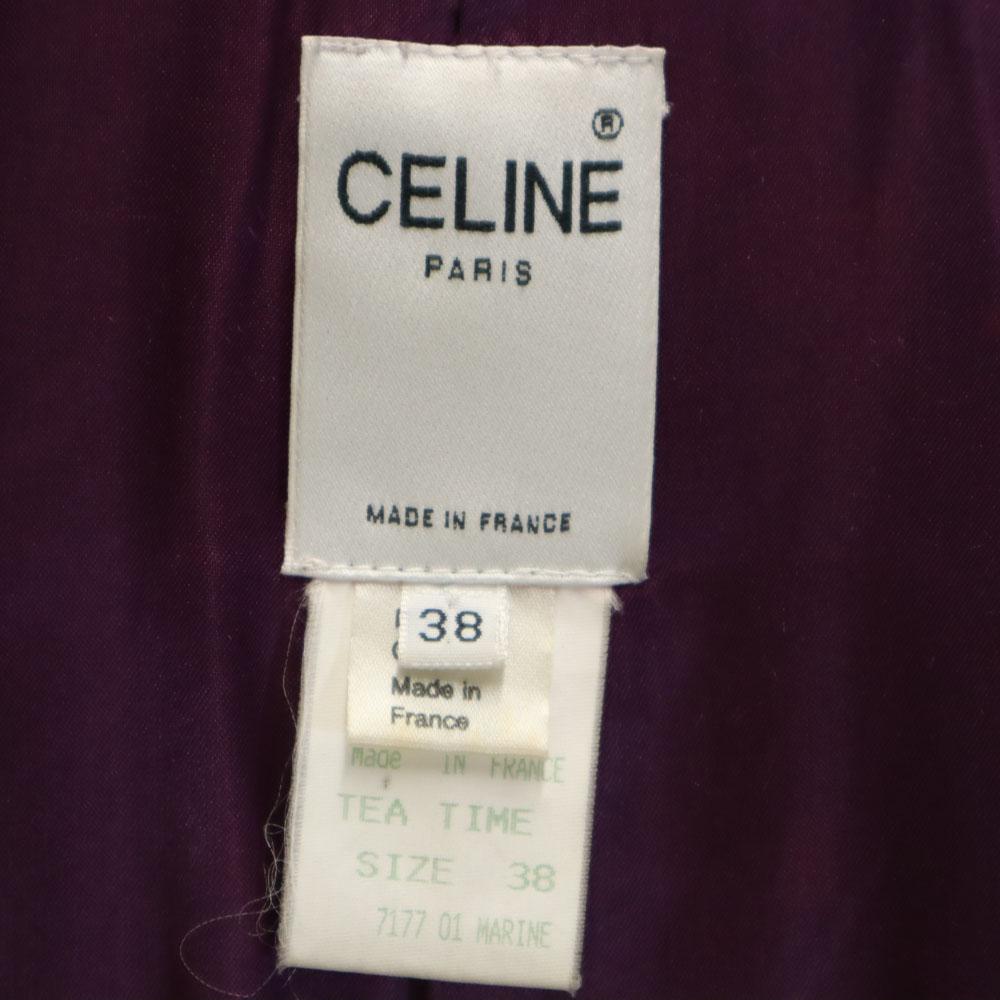 ®
CELINE
PARIS
MADE IN FRANCE
38
Made in
France
made IN FRANCE
TEA TIME
SIZE 38
7177 01 MARINE